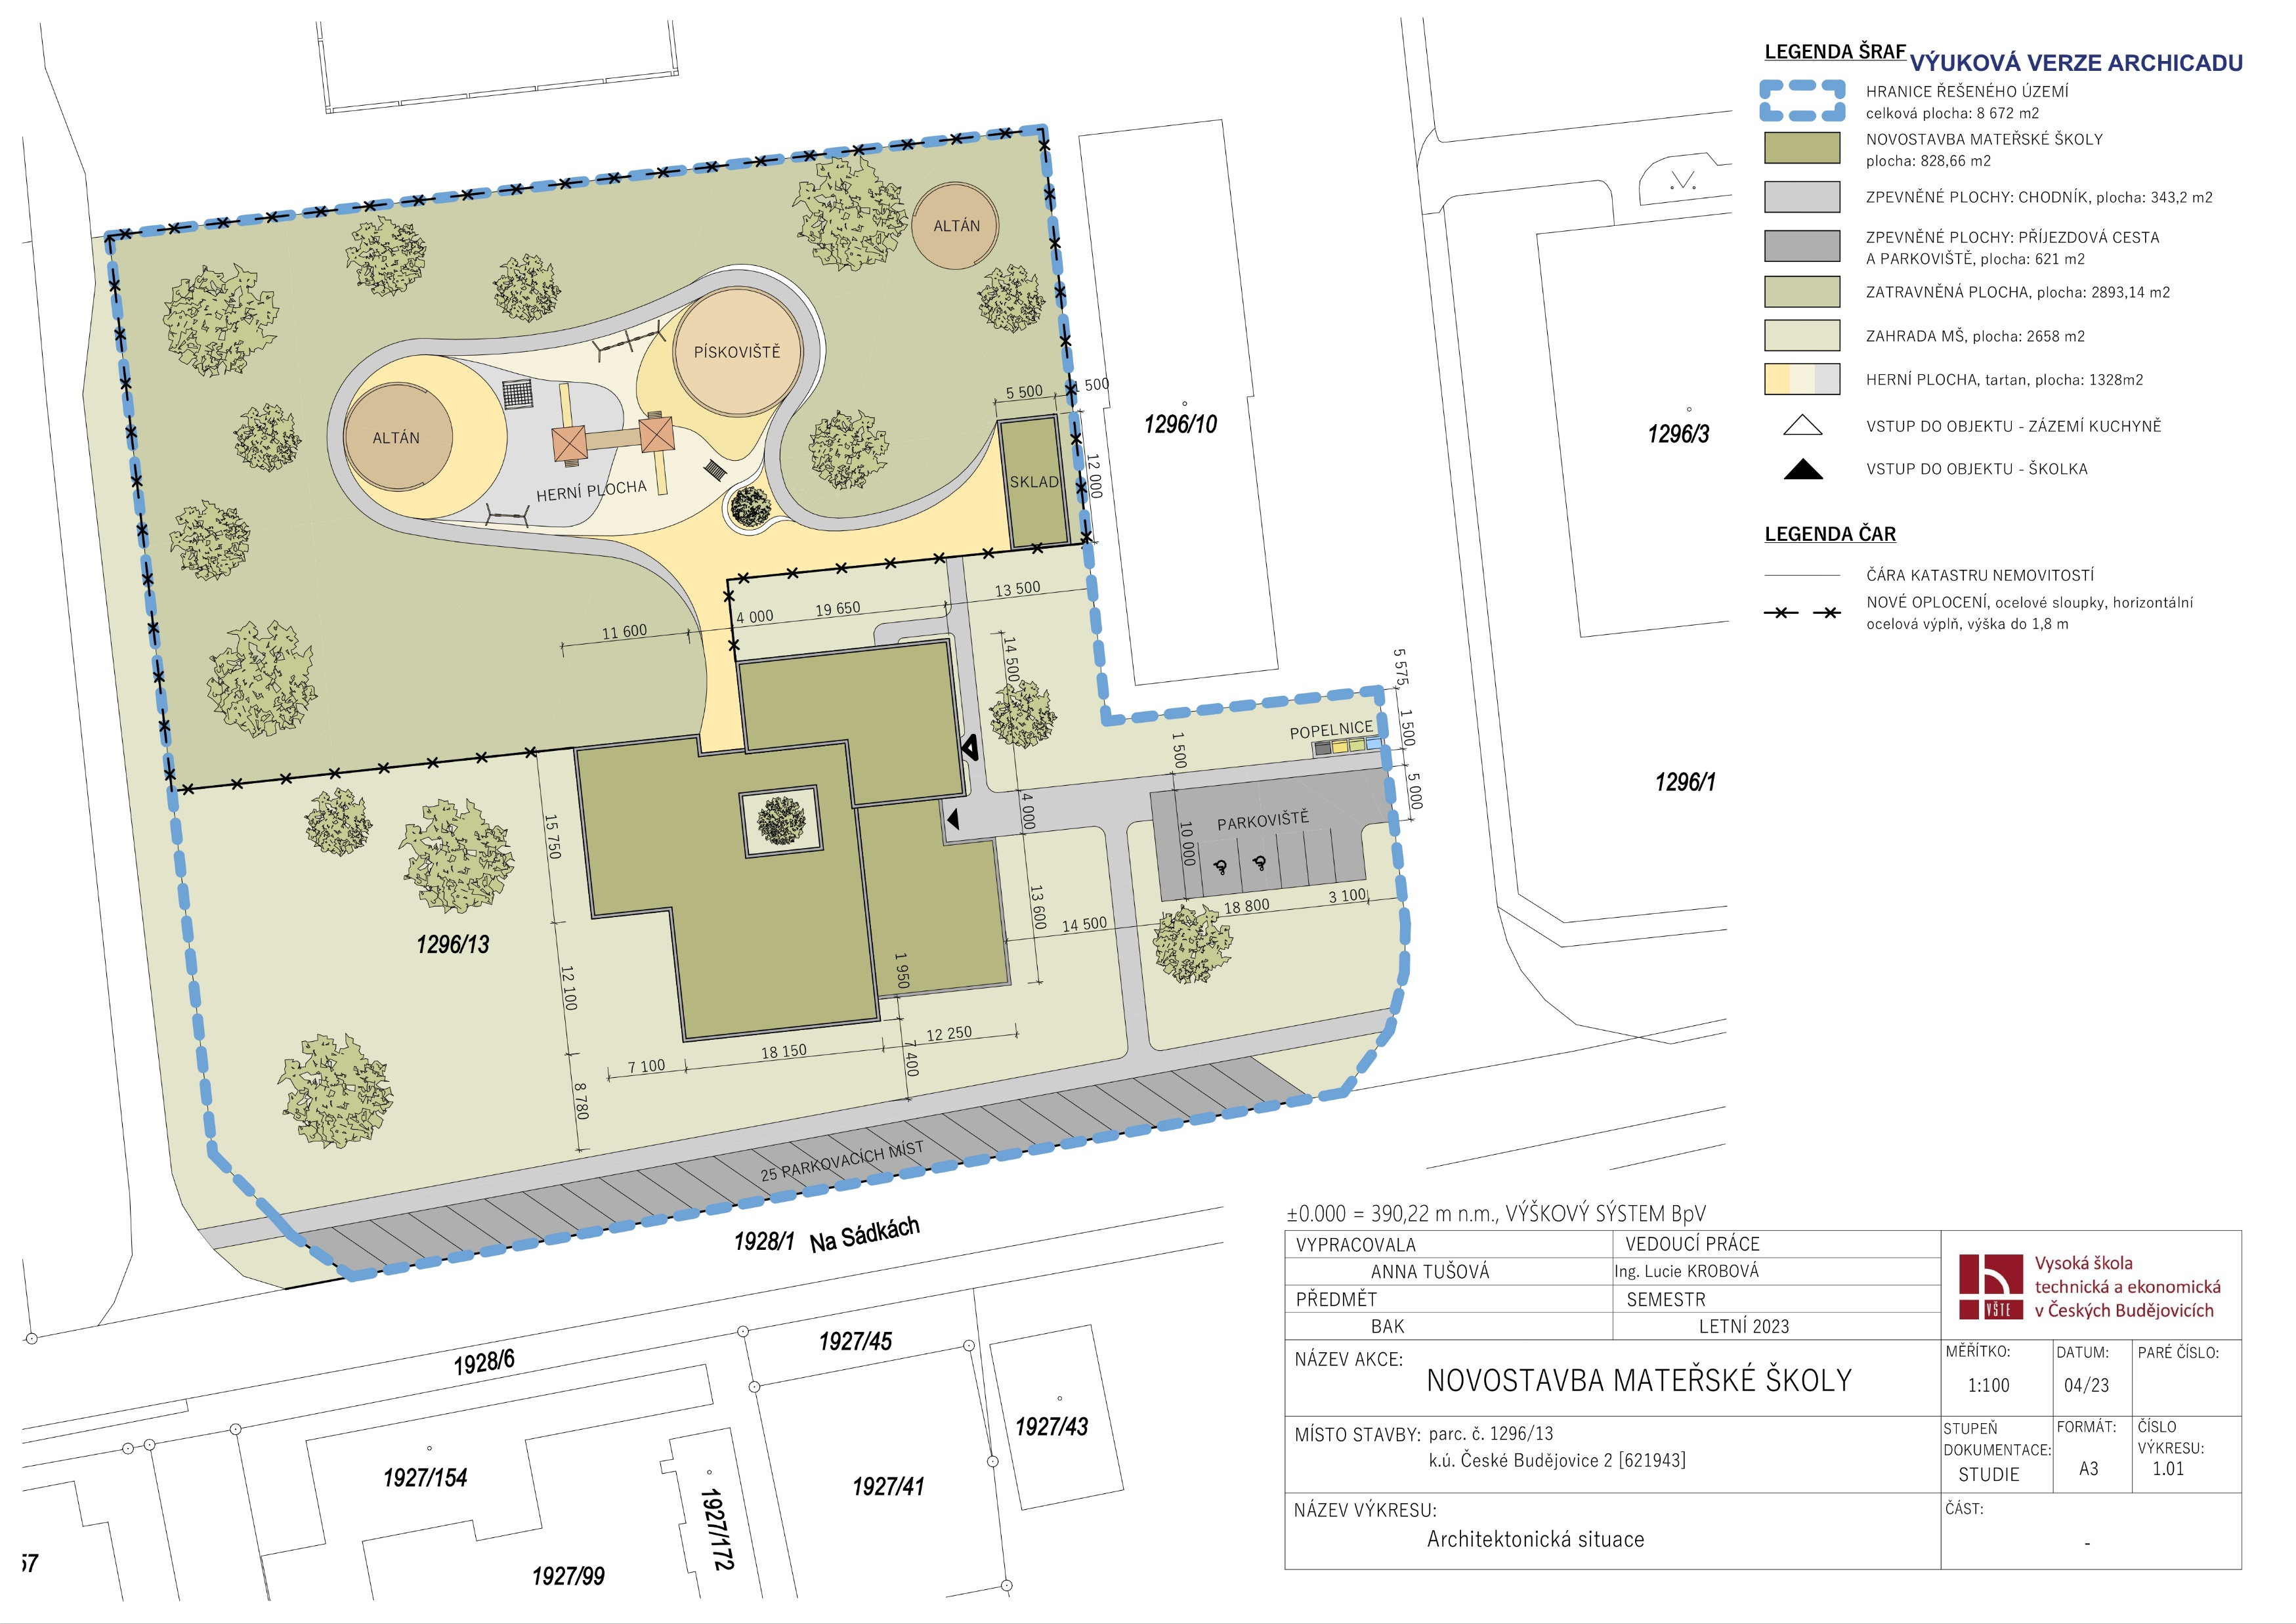 LEGENDA ŠRAF
VÝUKOVÁ VERZE ARCHICADU
HRANICE ŘEŠENÉHO ÚZEMÍ
celková plocha: 8 672 m2
NOVOSTAVBA MATEŘSKÉ ŠKOLY
plocha: 828,66 m2
ZPEVNĚNÉ PLOCHY: CHODNÍK, plocha: 343,2 m2
ZPEVNĚNÉ PLOCHY: PŘÍJEZDOVÁ CESTA
A PARKOVIŠTĚ, plocha: 621 m2
ZATRAVNĚNÁ PLOCHA, plocha: 2893,14 m2
ZAHRADA MŠ, plocha: 2658 m2
HERNÍ PLOCHA, tartan, plocha: 1328m2
VSTUP DO OBJEKTU - ZÁZEMÍ KUCHYNĚ
VSTUP DO OBJEKTU - ŠKOLKA
LEGENDA ČAR
ČÁRA KATASTRU NEMOVITOSTÍ
NOVÉ OPLOCENÍ, ocelové sloupky, horizontální
ocelová výplň, výška do 1,8 m
ALTÁN
PÍSKOVIŠTĚ
ALTÁN
HERNÍ PLOCHA
5 500
1 500
SKLAD
12 000
1296/10
1296/3
1296/1
11 600
4 000
19 650
13 500
14 500
5 575
1 500
5 000
POPELNICE
1 500
PARKOVIŠTĚ
10 000
4 000
15 750
13 600
14 500
18 800
3 100
1296/13
12 100
1 950
12 250
18 150
7 100
7 400
8 780
25 PARKOVACÍCH MÍST
1928/1 Na Sádkách
1928/6
1927/45
1927/43
1927/154
1927/41
1927/172
1927/99
57
±0.000 = 390,22 m n.m., VÝŠKOVÝ SÝSTEM BpV
VYPRACOVALA
VEDOUCÍ PRÁCE
ANNA TUŠOVÁ
Ing. Lucie KROBOVÁ
PŘEDMĚT
SEMESTR
BAK
LETNÍ 2023
VŠTE
Vysoká škola
technická a ekonomická
v Českých Budějovicích
NÁZEV AKCE:
NOVOSTAVBA MATEŘSKÉ ŠKOLY
MĚŘÍTKO:
1:100
DATUM:
04/23
PARÉ ČÍSLO:
MÍSTO STAVBY: parc. č. 1296/13
k.ú. České Budějovice 2 [621943]
STUPEŇ
DOKUMENTACE:
STUDIE
FORMÁT:
A3
ČÍSLO
VÝKRESU:
1.01
NÁZEV VÝKRESU:
Architektonická situace
ČÁST:
-